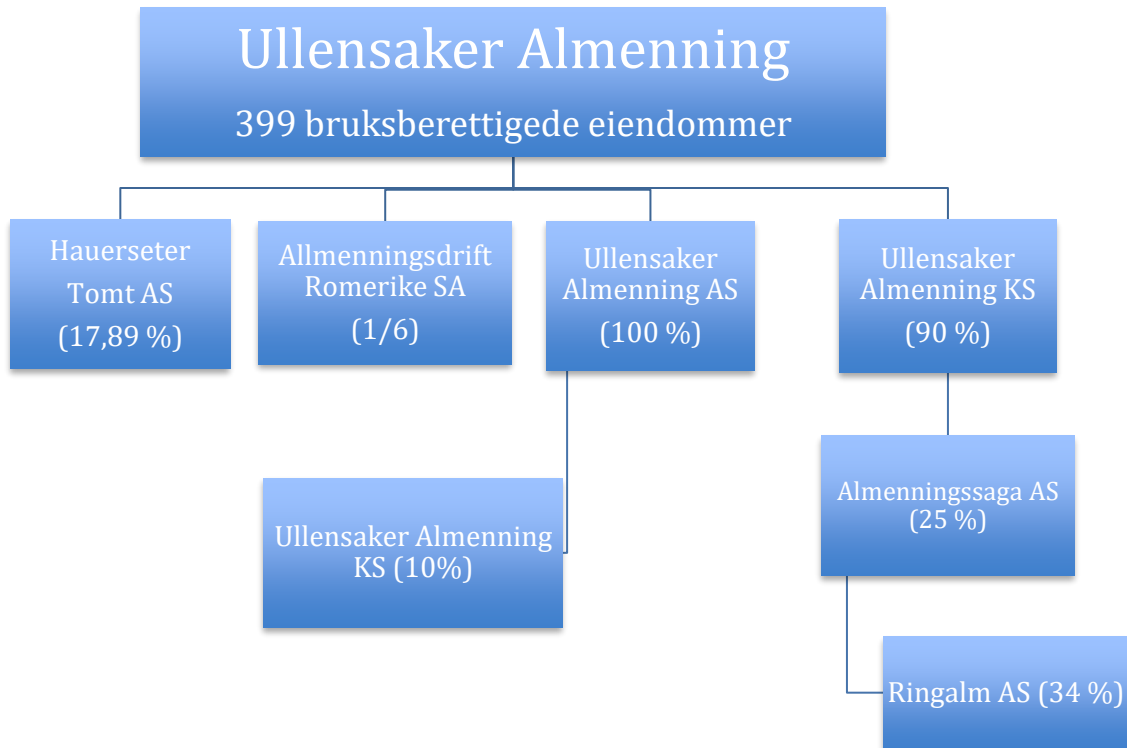 Ullensaker Almenning
399 bruksberettigede eiendommer
Hauerseter
Tomt AS
(17,89 %)
Allmenningsdrift
Romerike SA
(1/6)
Ullensaker
Almenning AS
(100 %)
Ullensaker
Almenning KS
(90 %)
Ullensaker Almenning
KS (10%)
Almenningssaga AS
(25 %)
Ringalm AS (34 %)